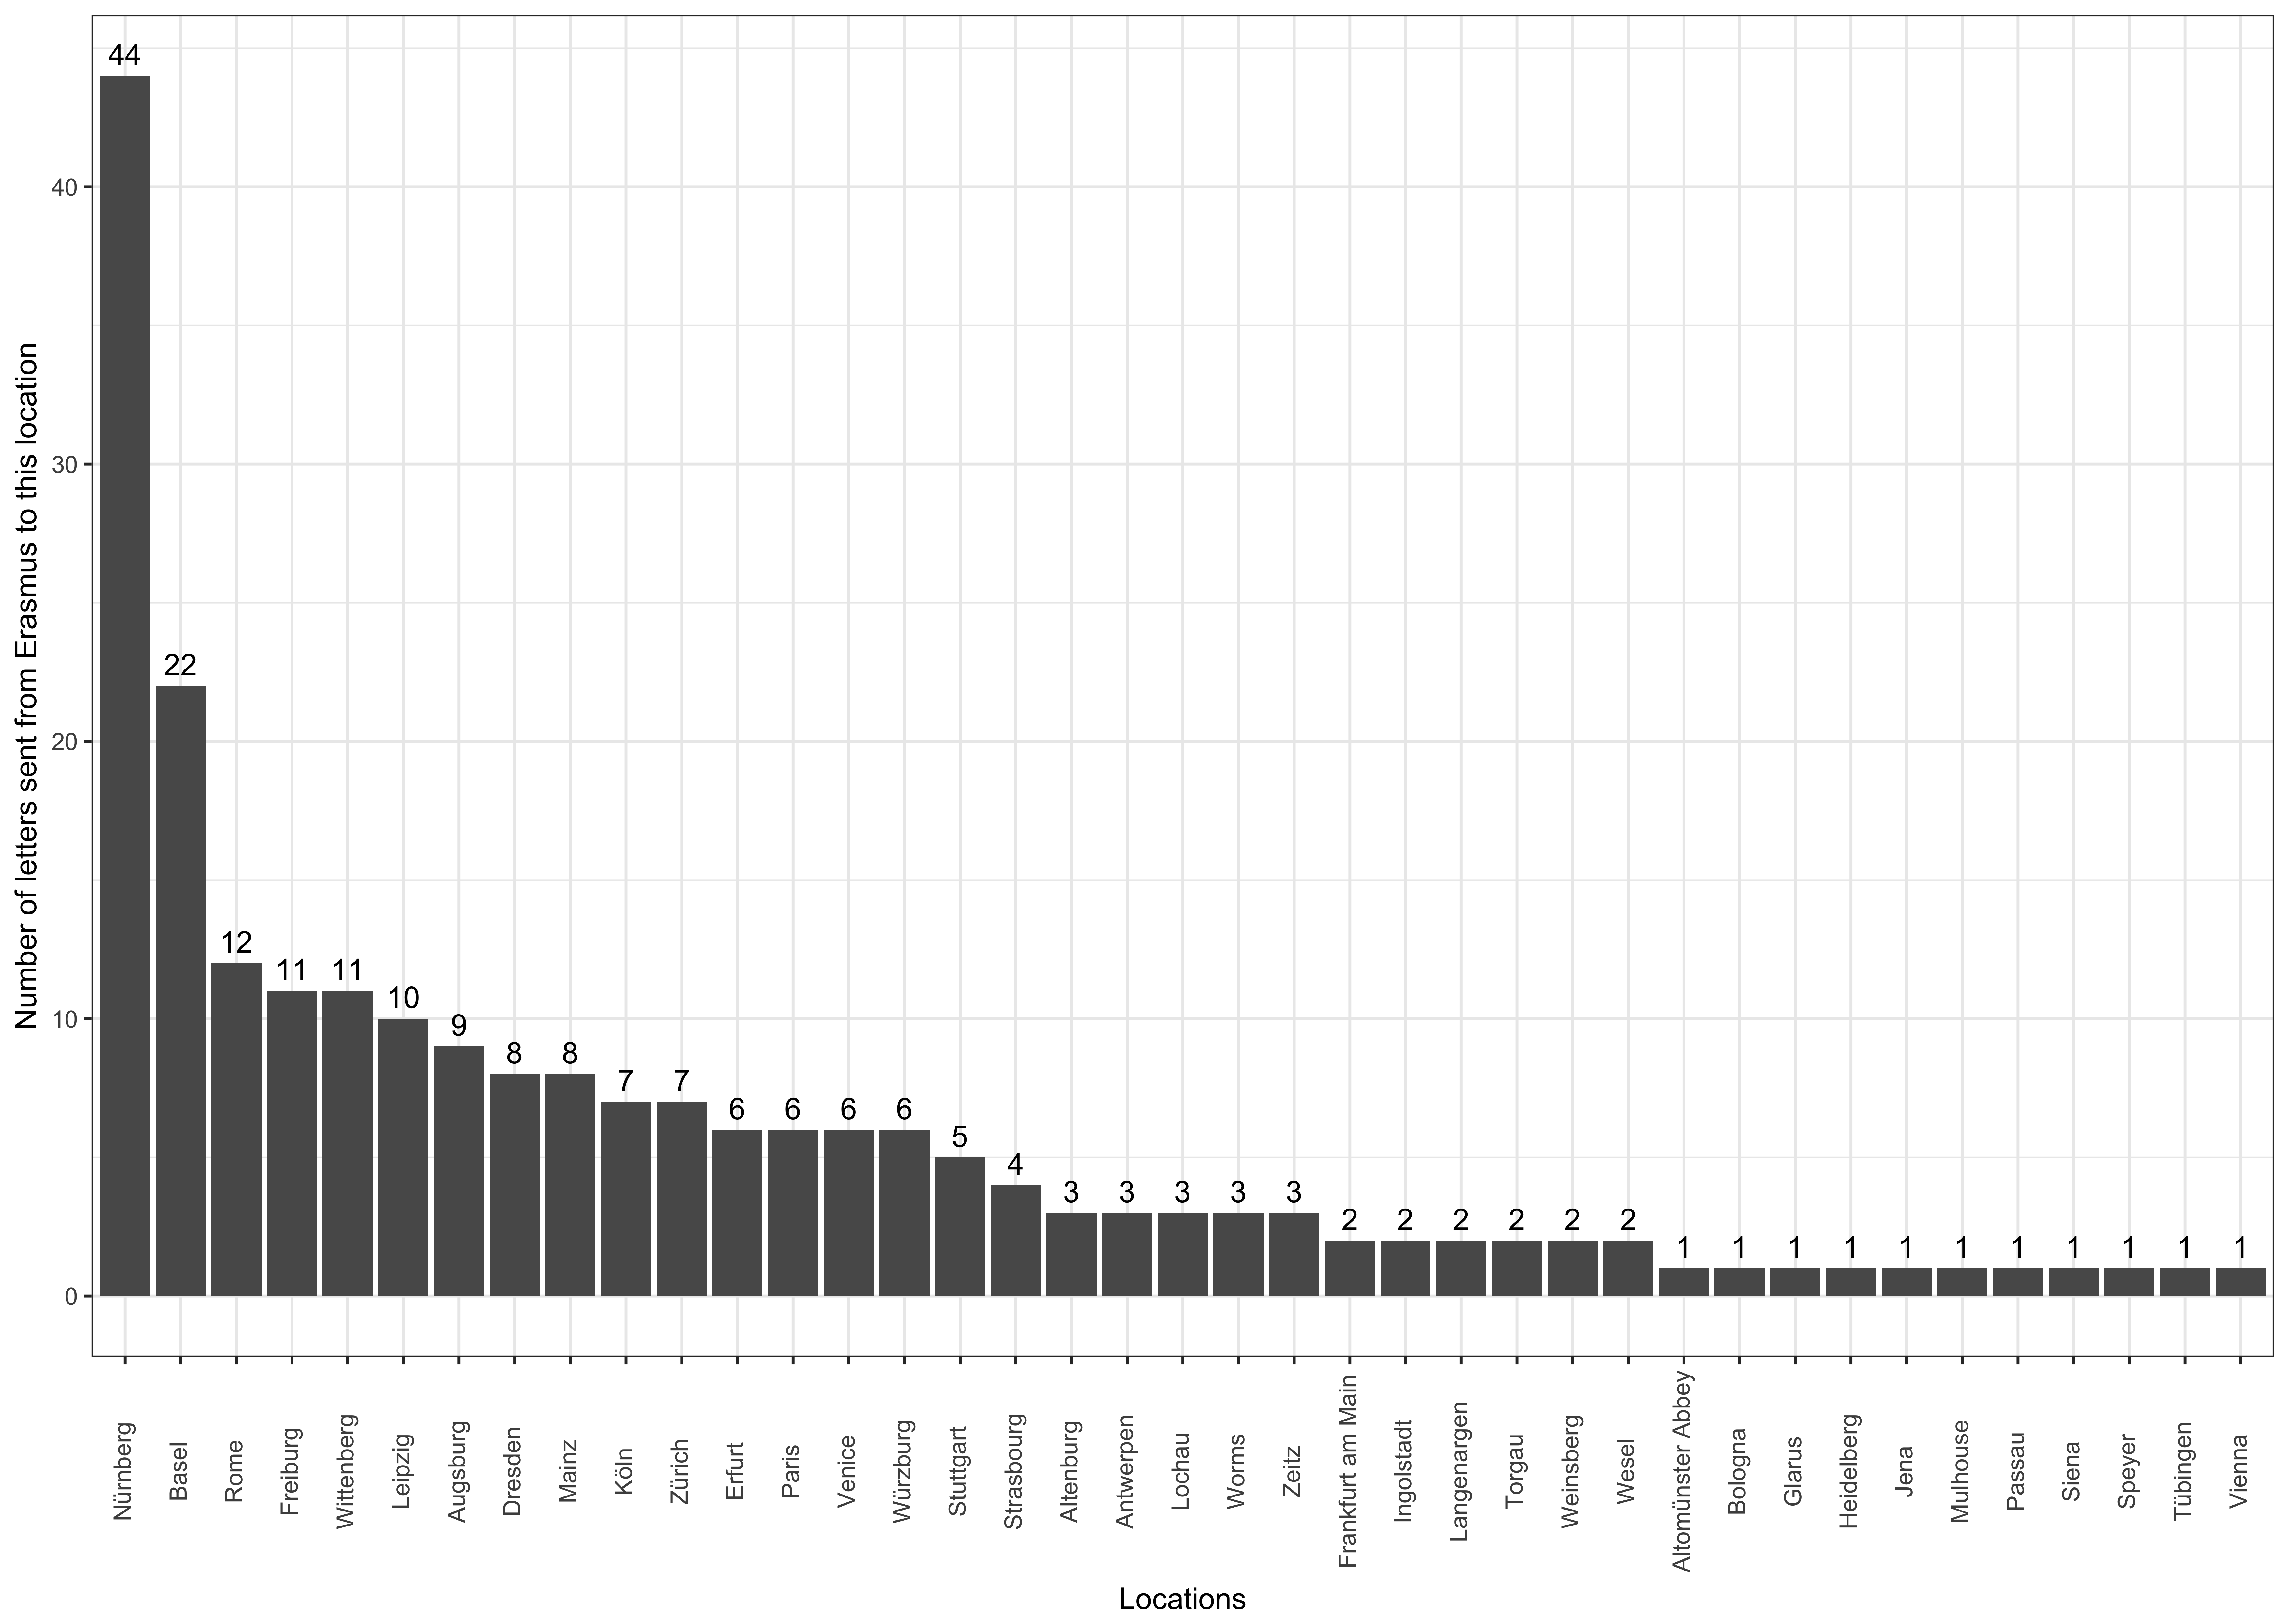 44
22
12
11
11
10
9
8
8
7
7
6
6
6
6
5
4
3
3
3
3
3
2
2
2
2
2
2
1
1
1
1
1
1
1
1
1
1
1
Number of letters sent from Erasmus to this location
40
30
20
10
0
Nürnberg
Basel
Rome
Freiburg
Wittenberg
Leipzig
Augsburg
Dresden
Mainz
Köln
Zürich
Erfurt
Paris
Venice
Würzburg
Stuttgart
Strasbourg
Altenburg
Antwerpen
Lochau
Worms
Zeitz
Frankfurt am Main
Ingolstadt
Langenargen
Torgau
Weinsberg
Wesel
Altomünster Abbey
Bologna
Glarus
Heidelberg
Jena
Mulhouse
Passau
Siena
Speyer
Tübingen
Vienna
Locations